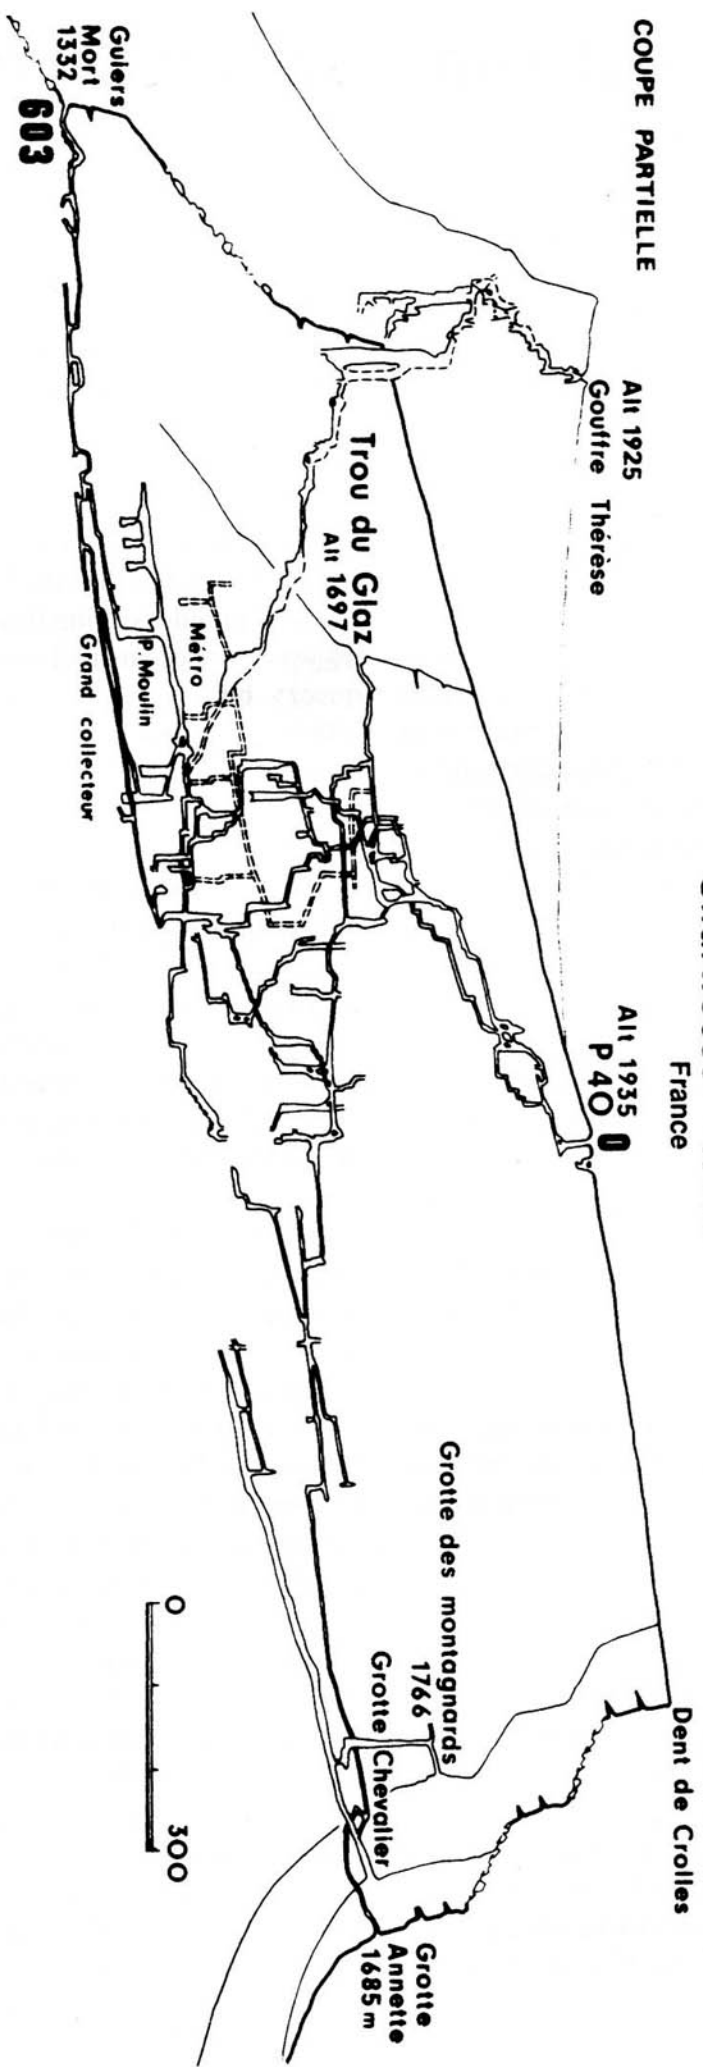 France
COUPE PARTIELLE
Alt 1925
Gouffre Thérèse
Alt 1935
P 40
0
Dent de Crolles
Trou du Glaz
Alt 1697
Guiers
Mort
1332
603
Métro
P. Moulin
Grand collecteur
Grotte des montagnards
1766
Grotte Chevalier
Grotte
Annette
1685 m
0
300